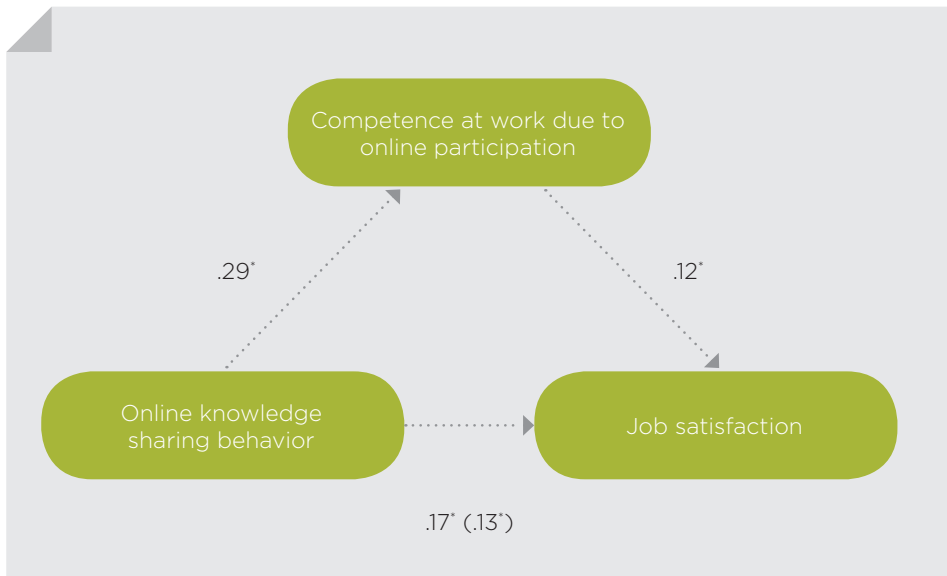 Competence at work due to
online participation
.29*
.12*
Online knowledge
sharing behavior
Job satisfaction
.17* (.13*)